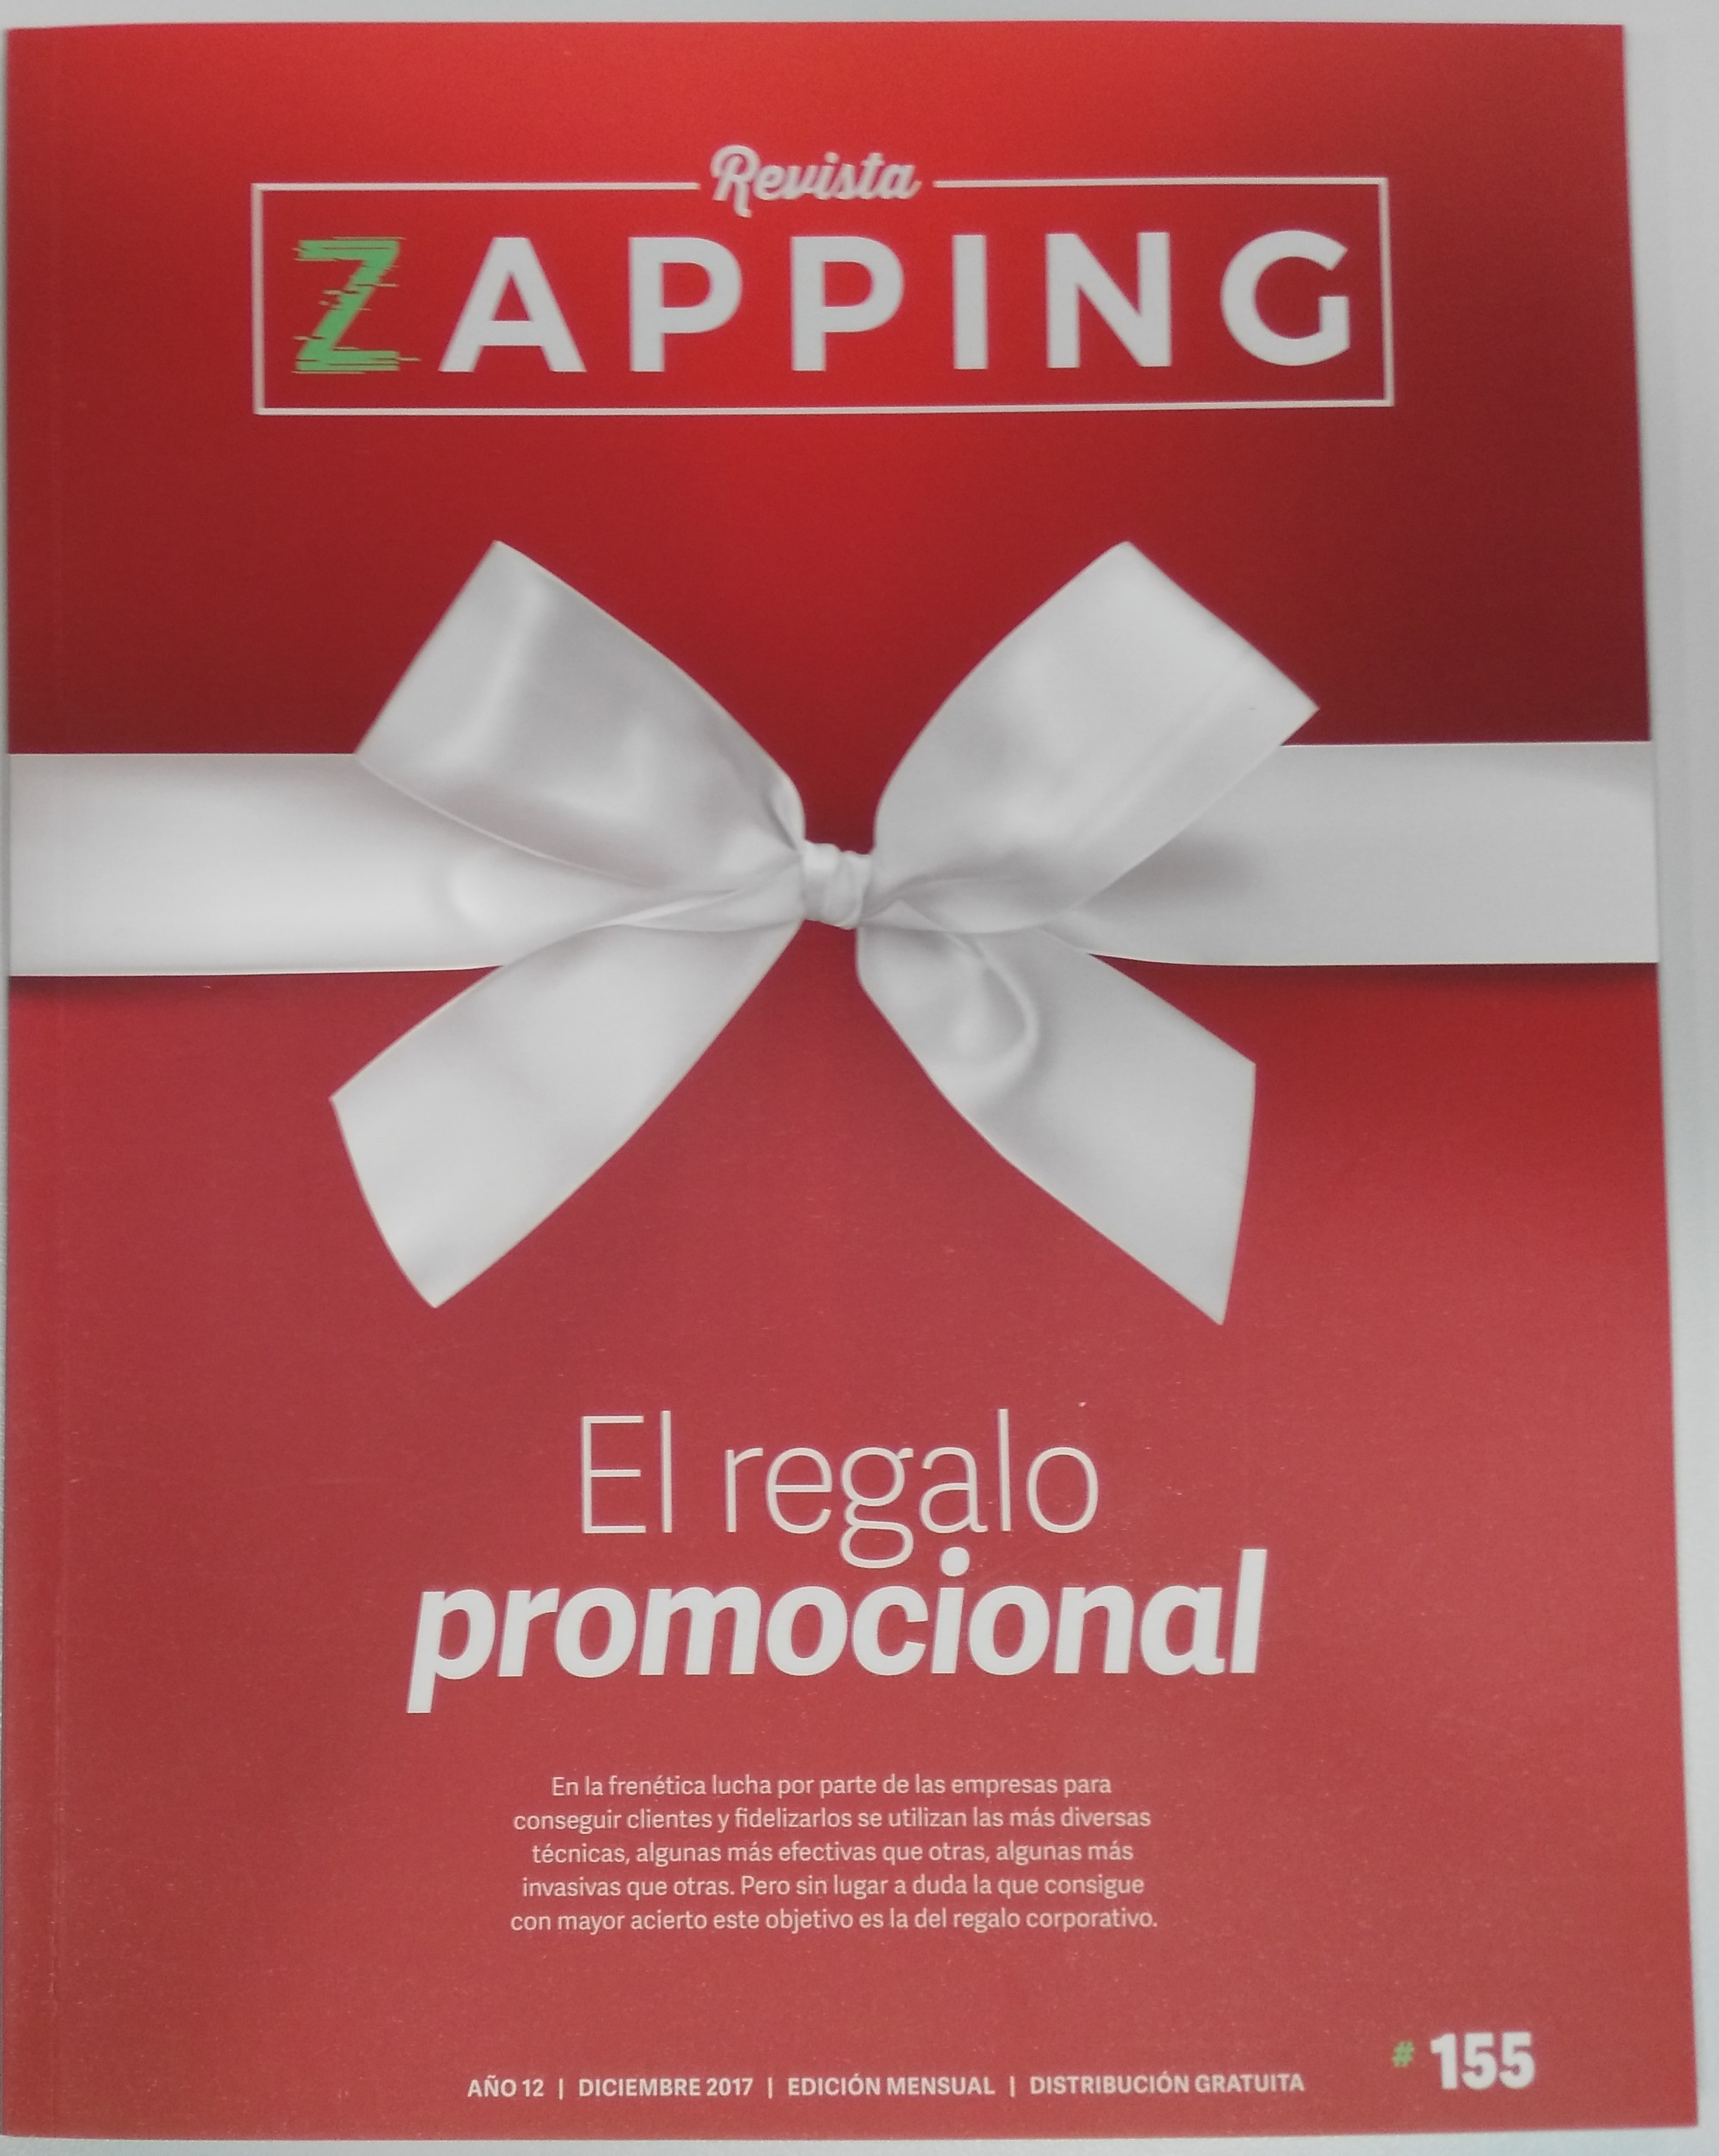 Revista
ZAPPING
El regalo
promocional
En la frenética lucha por parte de las empresas para
conseguir clientes y fidelizarlos se utilizan las más diversas
técnicas, algunas más efectivas que otras, algunas más
invasivas que otras. Pero sin lugar a duda la que consigue
con mayor acierto este objetivo es la del regalo corporativo.
AÑO 12 | DICIEMBRE 2017 | EDICIÓN MENSUAL | DISTRIBUCIÓN GRATUITA
# 155